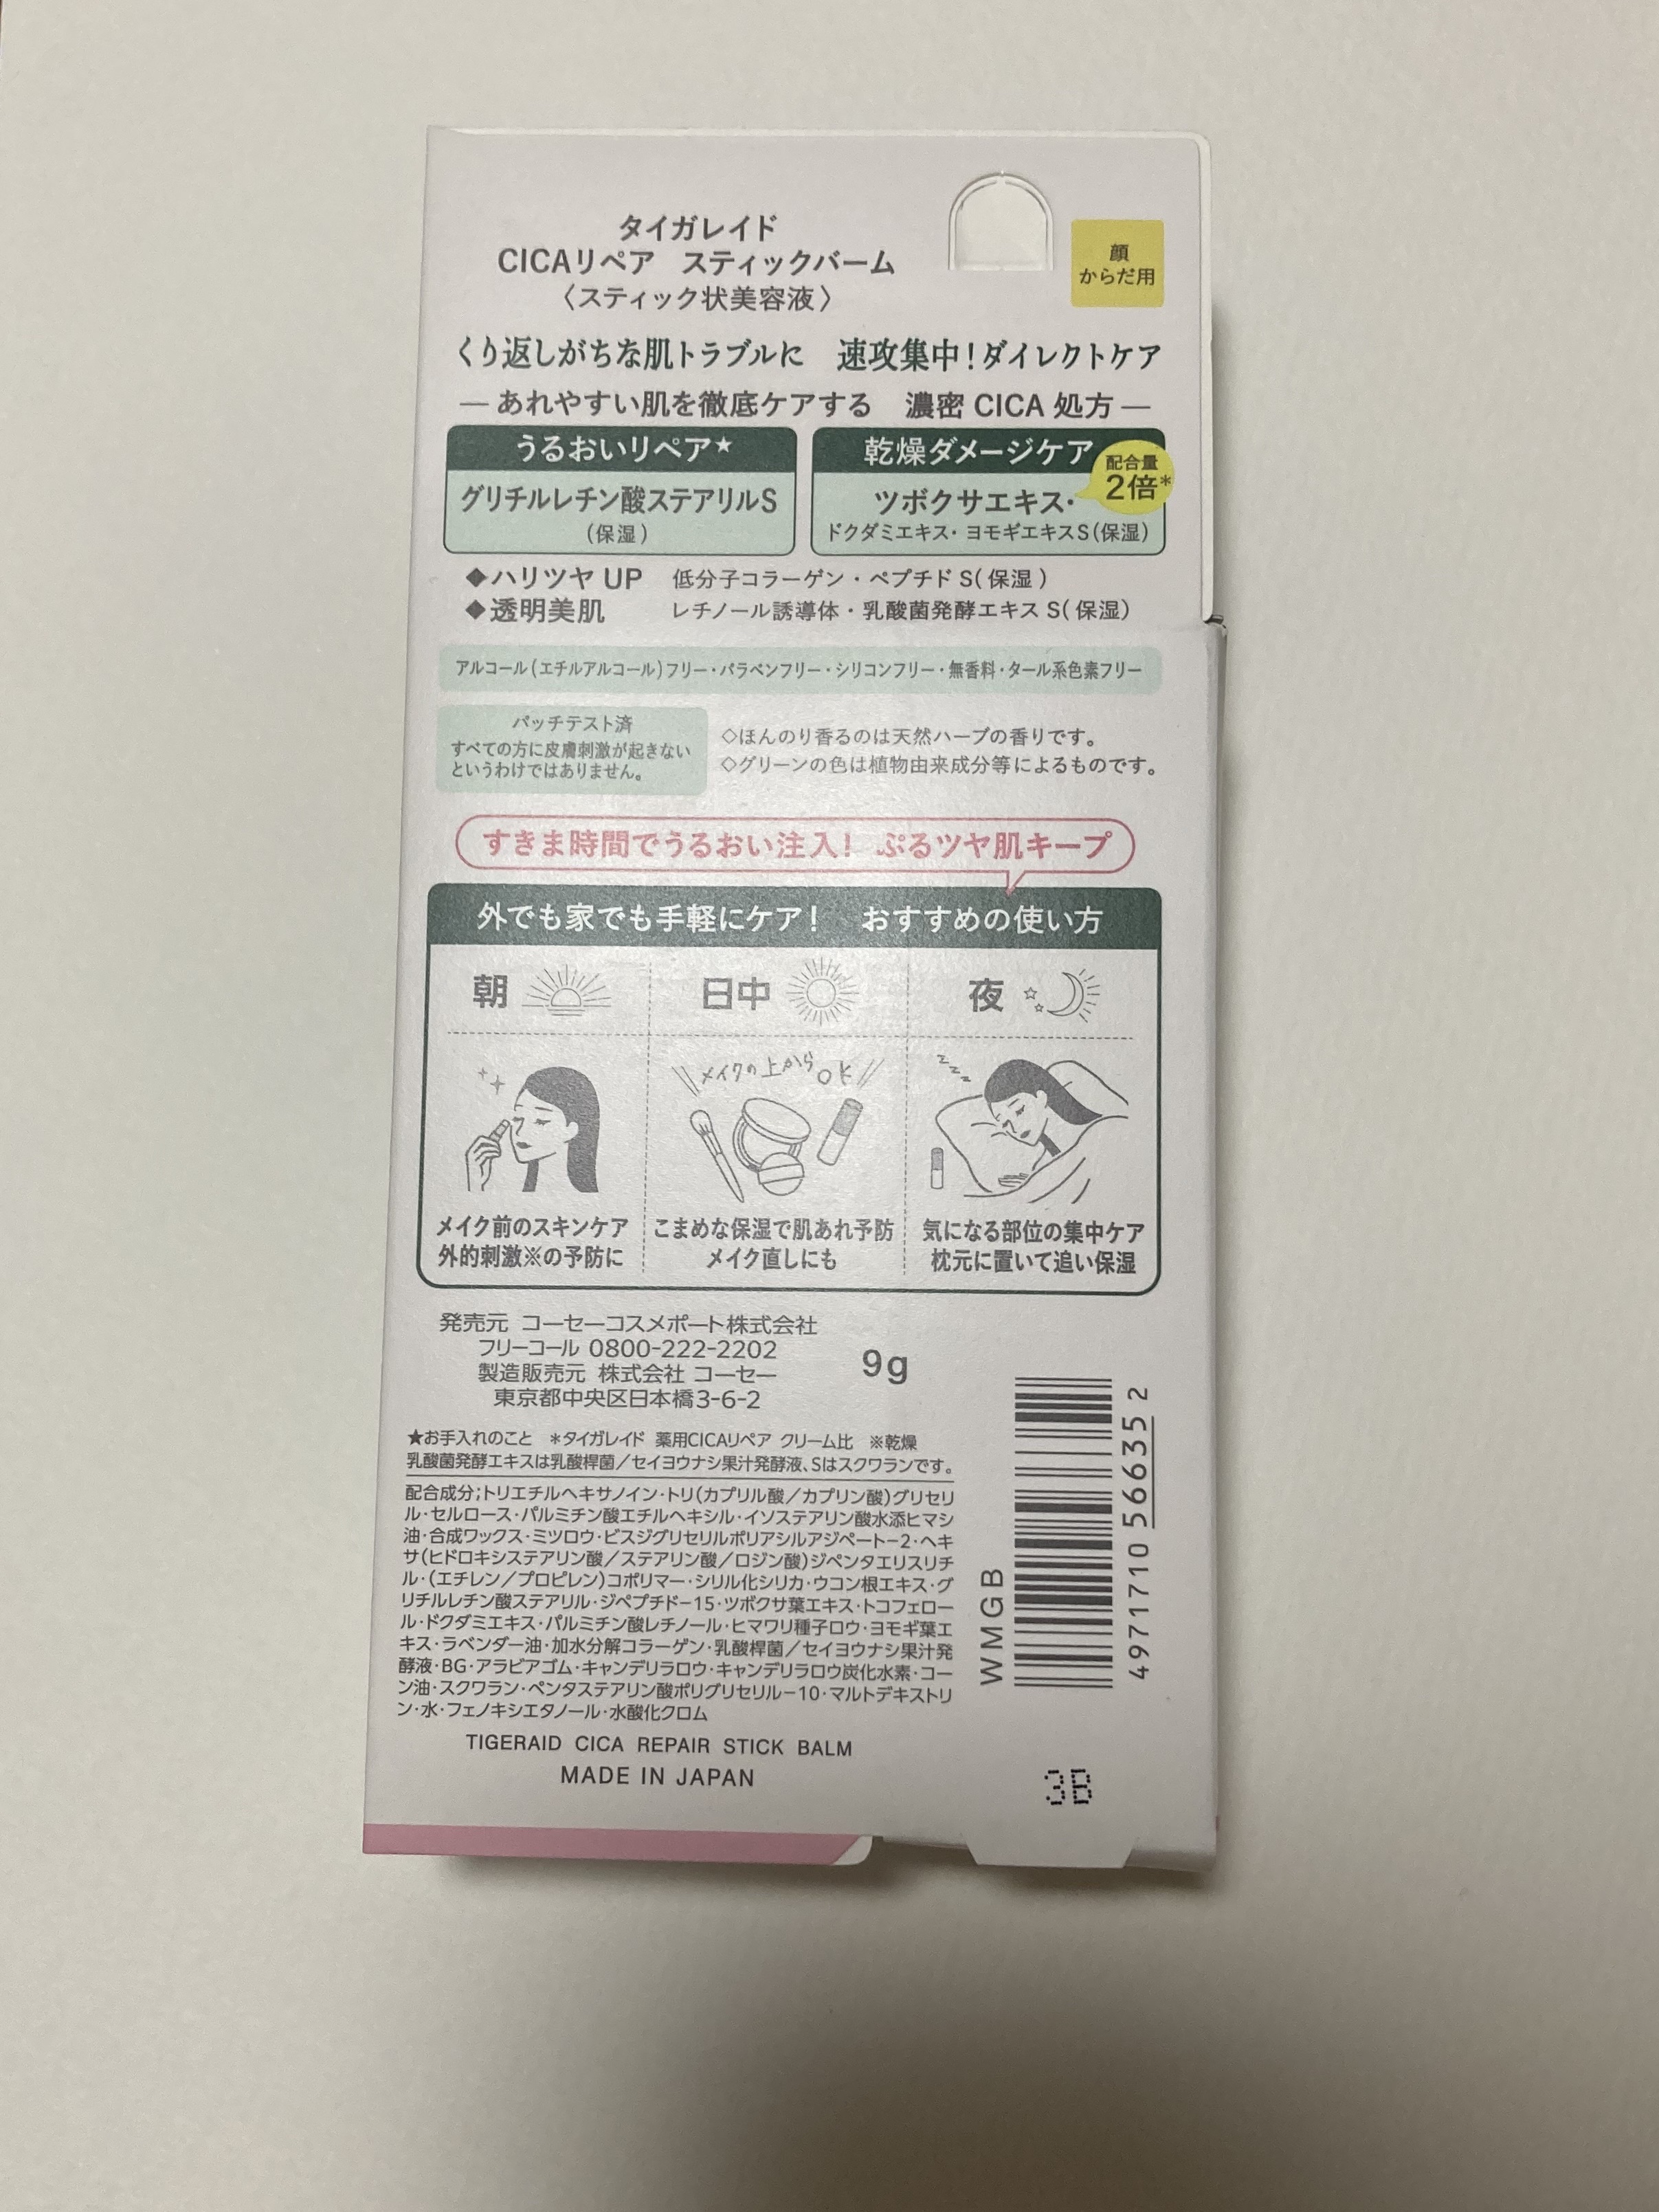 タイガレイド
CICAリペア　スティックバーム
〈スティック状美容液〉
顔
からだ用
くり返しがちな肌トラブルに　速攻集中！ダイレクトケア
— あれやすい肌を徹底ケアする　濃密 CICA 処方 —
うるおいリペア★
グリチルレチン酸ステアリルS
（保湿）
乾燥ダメージケア
配合量
2倍*
ツボクサエキス・
ドクダミエキス・ヨモギエキスS（保湿）
◆ハリツヤ UP　低分子コラーゲン・ペプチド S（保湿）
◆透明美肌　レチノール誘導体・乳酸菌発酵エキス S（保湿）
アルコール（エチルアルコール）フリー・パラベンフリー・シリコンフリー・無香料・タール系色素フリー
パッチテスト済
すべての方に皮膚刺激が起きない
というわけではありません。
◇ほんのり香るのは天然ハーブの香りです。
◇グリーンの色は植物由来成分等によるものです。
すきま時間でうるおい注入！ ぷるツヤ肌キープ
外でも家でも手軽にケア！　おすすめの使い方
朝
メイク前のスキンケア
外的刺激※の予防に
日中
メイクの上からOK
こまめな保湿で肌あれ予防
メイク直しにも
夜
zzzz
気になる部位の集中ケア
枕元に置いて追い保湿
発売元 コーセーコスメポート株式会社
フリーコール 0800-222-2202
製造販売元 株式会社 コーセー
東京都中央区日本橋3-6-2
9g
★お手入れのこと　＊タイガレイド 薬用CICAリペア クリーム比　※乾燥
乳酸菌発酵エキスは乳酸桿菌／セイヨウナシ果汁発酵液、Sはスクワランです。
配合成分；トリエチルヘキサノイン・トリ（カプリル酸／カプリン酸）グリセリ
ル・セルロース・パルミチン酸エチルヘキシル・イソステアリン酸水添ヒマシ
油・合成ワックス・ミツロウ・ビスジグリセリルポリアシルアジペート-2・ヘキ
サ（ヒドロキシステアリン酸／ステアリン酸／ロジン酸）ジペンタエリスリチ
ル・（エチレン／プロピレン）コポリマー・シリル化シリカ・ウコン根エキス・グ
リチルレチン酸ステアリル・ジペプチド-15・ツボクサ葉エキス・トコフェロー
ル・ドクダミエキス・パルミチン酸レチノール・ヒマワリ種子ロウ・ヨモギ葉エ
キス・ラベンダー油・加水分解コラーゲン・乳酸桿菌／セイヨウナシ果汁発
酵液・BG・アラビアゴム・キャンデリラロウ・キャンデリラロウ炭化水素・コー
ン油・スクワラン・ペンタステアリン酸ポリグリセリル-10・マルトデキストリ
ン・水・フェノキシエタノール・水酸化クロム
TIGERAID CICA REPAIR STICK BALM
MADE IN JAPAN
WMGB
4971710 566352
3B